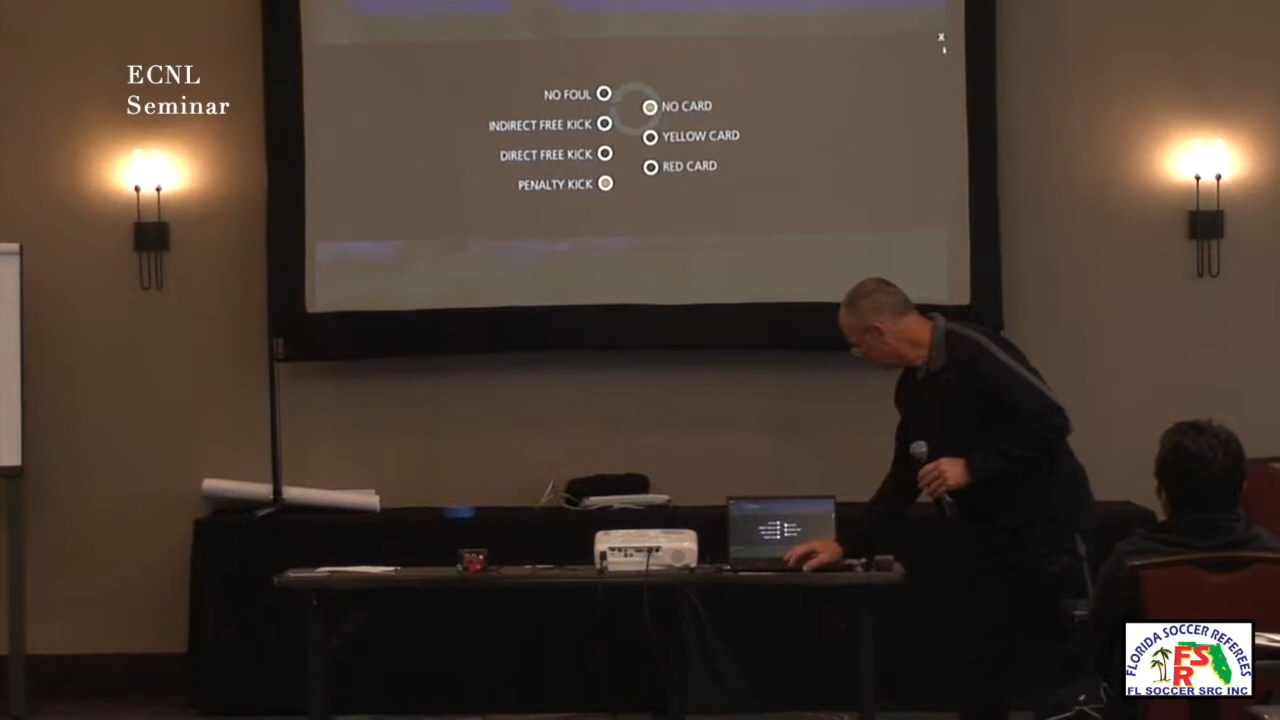 ECNL
Seminar
X
NO FOUL
NO CARD
INDIRECT FREE KICK
YELLOW CARD
DIRECT FREE KICK
RED CARD
PENALTY KICK
FLORIDA SOCCER REFEREES
FSR
FL SOCCER SRC INC